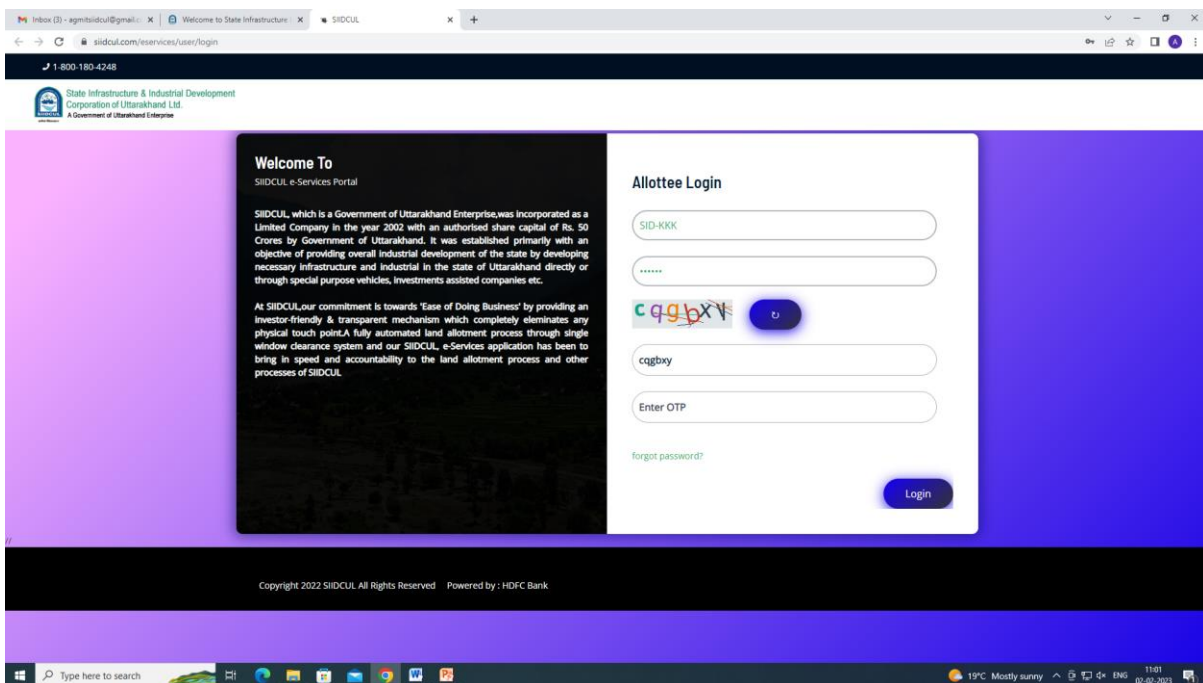 Inbox (3) - agmitsiidcul@gmail.c
Welcome to State Infrastructure
SIIDCUL
siidcul.com/eservices/user/login
A
1-800-180-4248
State Infrastructure & Industrial Development
Corporation of Uttarakhand Ltd.
A Government of Uttarakhand Enterprise
SIIDCUL
Welcome To
SIIDCUL e-Services Portal
SIIDCUL, which is a Government of Uttarakhand Enterprise,was incorporated as a
Limited Company in the year 2002 with an authorised share capital of Rs. 50
Crores by Government of Uttarakhand. It was established primarily with an
objective of providing overall industrial development of the state by developing
necessary infrastructure and industrial in the state of Uttarakhand directly or
through special purpose vehicles, investments assisted companies etc.
At SIIDCUL,our commitment is towards 'Ease of Doing Business' by providing an
investor-friendly & transparent mechanism which completely eleminates any
physical touch point.A fully automated land allotment process through single
window clearance system and our SIIDCUL, e-Services application has been to
bring in speed and accountability to the land allotment process and other
processes of SIIDCUL
Allottee Login
SID-KKK
••••••
cqgbxy
cqgbxy
Enter OTP
forgot password?
Login
//
Copyright 2022 SIIDCUL All Rights Reserved Powered by : HDFC Bank
Type here to search
19°C Mostly sunny
ENG
11:01
02-02-2023